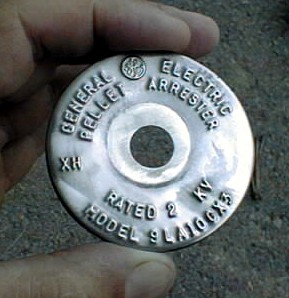 GENERAL ELECTRIC
PELLET ARRESTER
XH
RATED 2 KV
MODEL 9LA10CX3